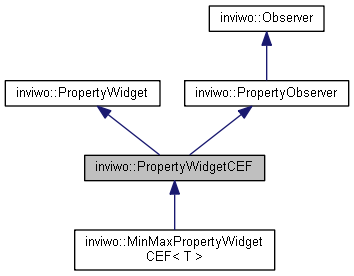 inviwo::Observer
inviwo::PropertyWidget
inviwo::PropertyObserver
inviwo::PropertyWidgetCEF
inviwo::MinMaxPropertyWidget
CEF< T >